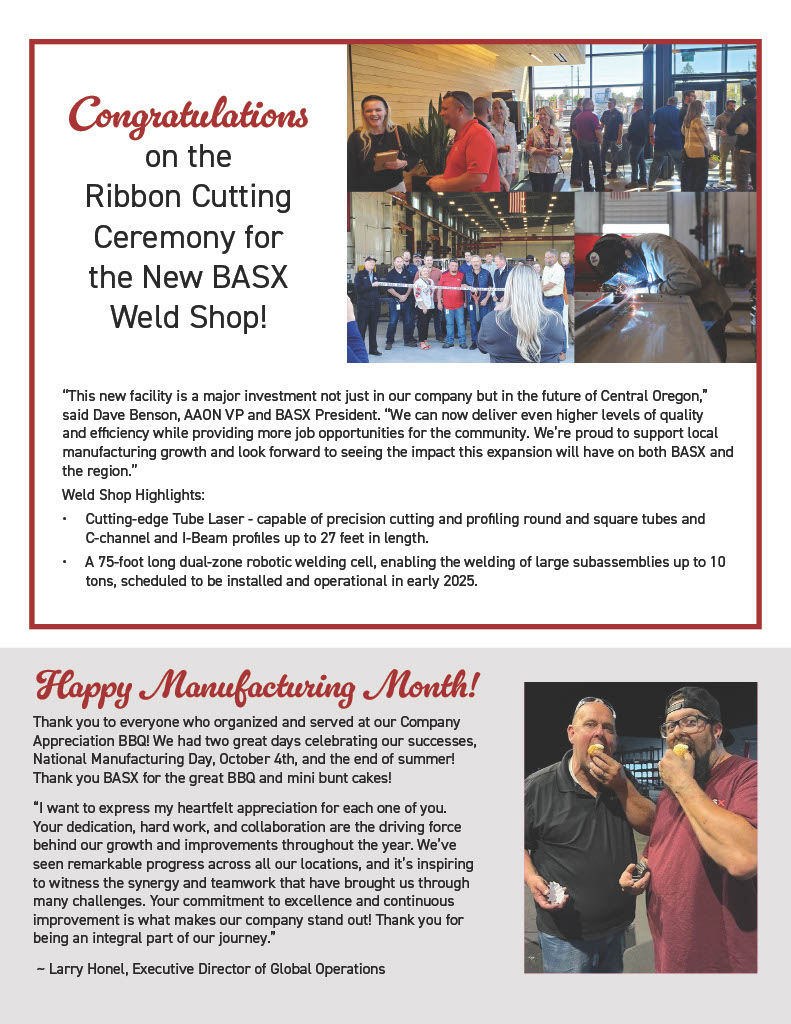 Congratulations
on the
Ribbon Cutting
Ceremony for
the New BASX
Weld Shop!
“This new facility is a major investment not just in our company but in the future of Central Oregon,”
said Dave Benson, AAON VP and BASX President. “We can now deliver even higher levels of quality
and efficiency while providing more job opportunities for the community. We’re proud to support local
manufacturing growth and look forward to seeing the impact this expansion will have on both BASX and
the region.”
Weld Shop Highlights:
• Cutting-edge Tube Laser - capable of precision cutting and profiling round and square tubes and
C-channel and I-Beam profiles up to 27 feet in length.
• A 75-foot long dual-zone robotic welding cell, enabling the welding of large subassemblies up to 10
tons, scheduled to be installed and operational in early 2025.
Happy Manufacturing Month!
Thank you to everyone who organized and served at our Company
Appreciation BBQ! We had two great days celebrating our successes,
National Manufacturing Day, October 4th, and the end of summer!
Thank you BASX for the great BBQ and mini bunt cakes!
“I want to express my heartfelt appreciation for each one of you.
Your dedication, hard work, and collaboration are the driving force
behind our growth and improvements throughout the year. We’ve
seen remarkable progress across all our locations, and it’s inspiring
to witness the synergy and teamwork that have brought us through
many challenges. Your commitment to excellence and continuous
improvement is what makes our company stand out! Thank you for
being an integral part of our journey.”
~ Larry Honel, Executive Director of Global Operations